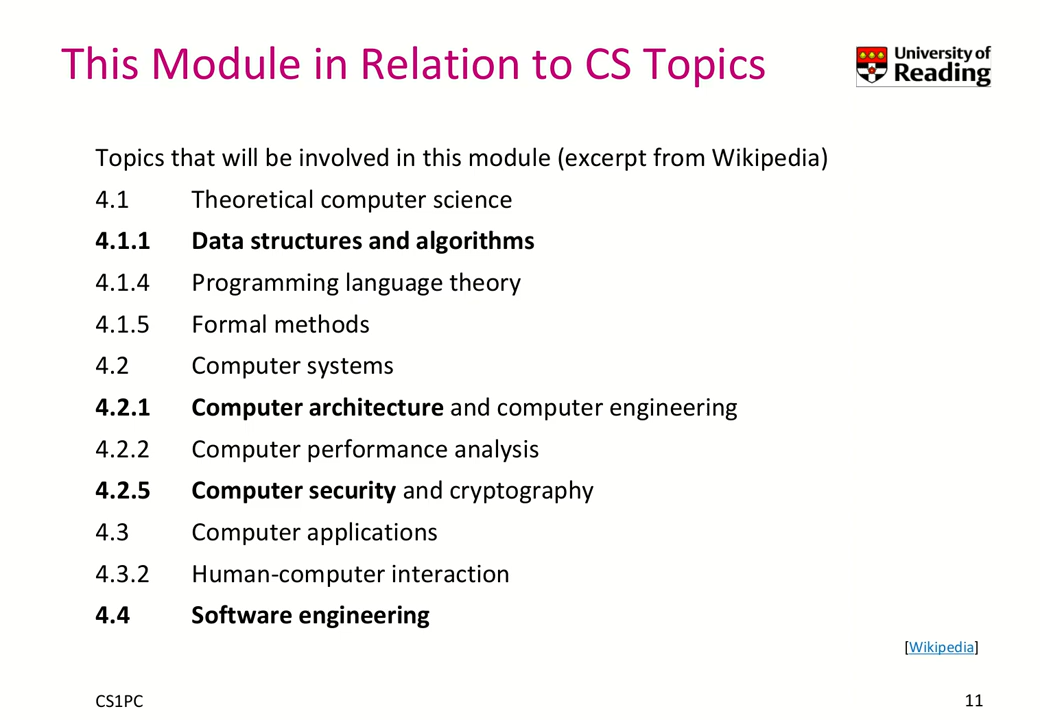 This Module in Relation to CS Topics
University of
Reading
Topics that will be involved in this module (excerpt from Wikipedia)
4.1 Theoretical computer science
4.1.1 Data structures and algorithms
4.1.4 Programming language theory
4.1.5 Formal methods
4.2 Computer systems
4.2.1 Computer architecture and computer engineering
4.2.2 Computer performance analysis
4.2.5 Computer security and cryptography
4.3 Computer applications
4.3.2 Human-computer interaction
4.4 Software engineering
[Wikipedia]
CS1PC 11